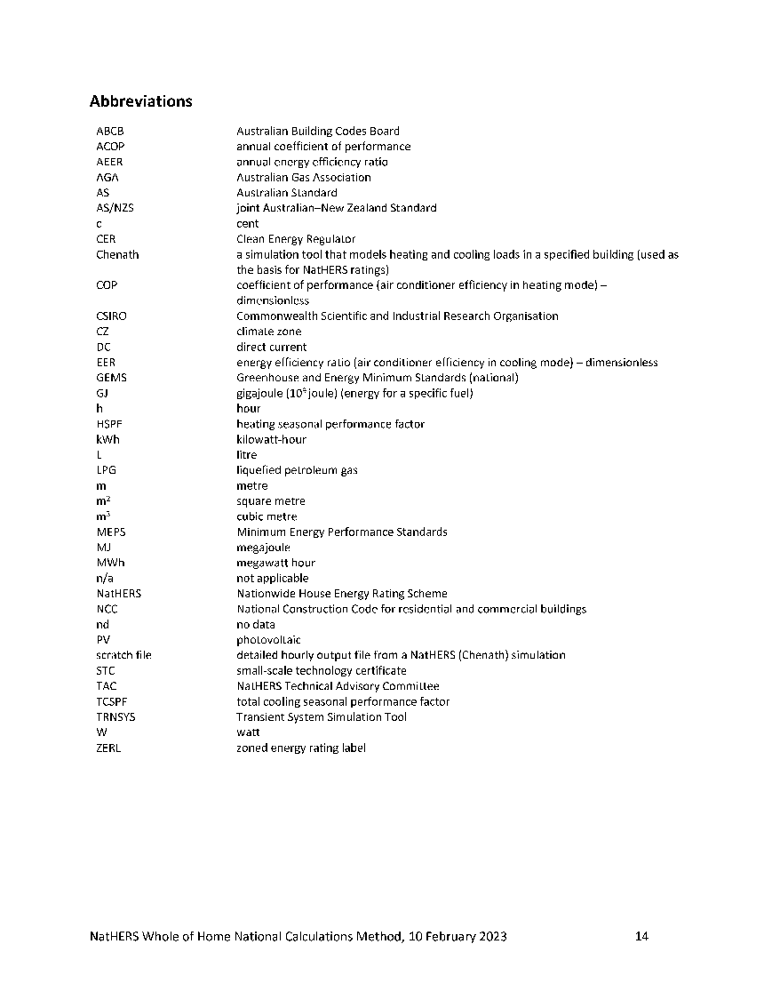 Abbreviations
ABCB Australian Building Codes Board
ACOP annual coefficient of performance
AEER annual energy efficiency ratio
AGA Australian Gas Association
AS Australian Standard
AS/NZS joint Australian–New Zealand Standard
c cent
CER Clean Energy Regulator
Chenath a simulation tool that models heating and cooling loads in a specified building (used as
the basis for NatHERS ratings)
COP coefficient of performance (air conditioner efficiency in heating mode) –
dimensionless
CSIRO Commonwealth Scientific and Industrial Research Organisation
CZ climate zone
DC direct current
EER energy efficiency ratio (air conditioner efficiency in cooling mode) – dimensionless
GEMS Greenhouse and Energy Minimum Standards (national)
GJ gigajoule (10⁹ joule) (energy for a specific fuel)
h hour
HSPF heating seasonal performance factor
kWh kilowatt-hour
L litre
LPG liquefied petroleum gas
m metre
m² square metre
m³ cubic metre
MEPS Minimum Energy Performance Standards
MJ megajoule
MWh megawatt hour
n/a not applicable
NatHERS Nationwide House Energy Rating Scheme
NCC National Construction Code for residential and commercial buildings
nd no data
PV photovoltaic
scratch file detailed hourly output file from a NatHERS (Chenath) simulation
STC small-scale technology certificate
TAC NatHERS Technical Advisory Committee
TCSPF total cooling seasonal performance factor
TRNSYS Transient System Simulation Tool
W watt
ZERL zoned energy rating label
NatHERS Whole of Home National Calculations Method, 10 February 2023 14